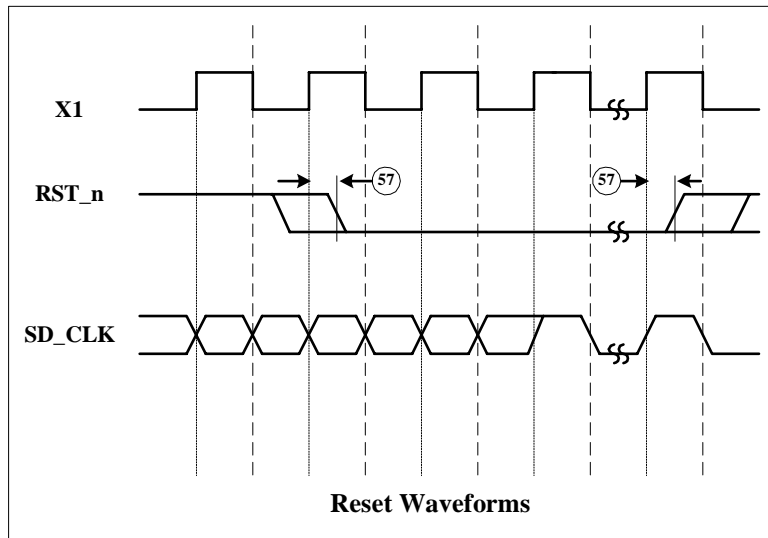 X1
57
57
RST_n
SD_CLK
Reset Waveforms